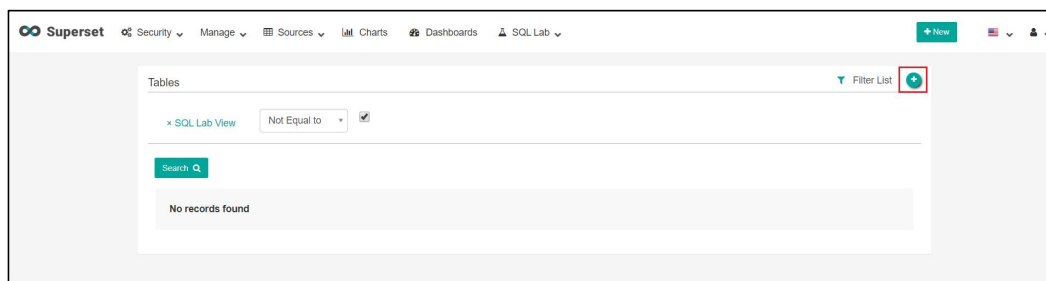 Superset Security Manage Sources Charts Dashboards SQL Lab + New
Tables Filter List
× SQL Lab View Not Equal to
Search
No records found